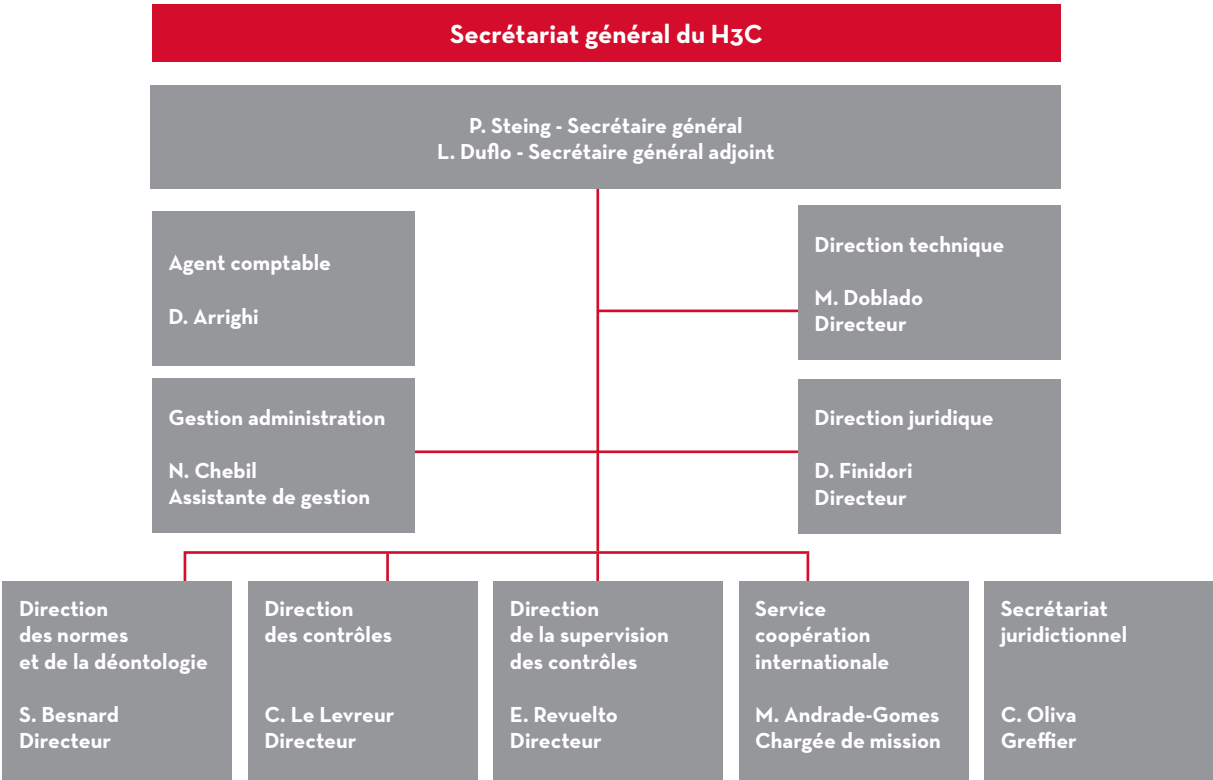 Secrétariat général du H3C
P. Steing - Secrétaire général
L. Duflo - Secrétaire général adjoint
Agent comptable
D. Arrighi
Direction technique
M. Doblado
Directeur
Gestion administration
N. Chebil
Assistante de gestion
Direction juridique
D. Finidori
Directeur
Direction
des normes
et de la déontologie
S. Besnard
Directeur
Direction
des contrôles
C. Le Levreur
Directeur
Direction
de la supervision
des contrôles
E. Revuelto
Directeur
Service
coopération
internationale
M. Andrade-Gomes
Chargée de mission
Secrétariat
juridictionnel
C. Oliva
Greffier